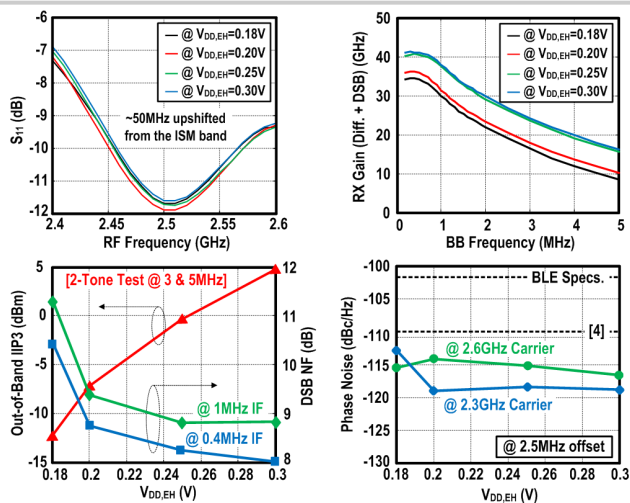 -6
-7
-8
-9
-10
-11
-12
S11 (dB)
@ VDD,EH=0.18V
@ VDD,EH=0.20V
@ VDD,EH=0.25V
@ VDD,EH=0.30V
~50MHz upshifted
from the ISM band
2.4 2.45 2.5 2.55 2.6
RF Frequency (GHz)
50
40
30
20
10
0
RX Gain (Diff. + DSB) (dB)
@ VDD,EH=0.18V
@ VDD,EH=0.20V
@ VDD,EH=0.25V
@ VDD,EH=0.30V
0 1 2 3 4 5
BB Frequency (MHz)
5
0
-5
-10
-15
Out-of-Band IIP3 (dBm)
[2-Tone Test @ 3 & 5MHz]
@ 1MHz IF
@ 0.4MHz IF
12
11
10
9
8
DSB NF (dB)
0.18 0.2 0.22 0.24 0.26 0.28 0.3
VDD,EH (V)
-100
-105
-110
-115
-120
-125
-130
Phase Noise (dBc/Hz)
BLE Specs.
[4]
@ 2.6GHz Carrier
@ 2.3GHz Carrier
@ 2.5MHz offset
0.18 0.2 0.22 0.24 0.26 0.28 0.3
VDD,EH (V)